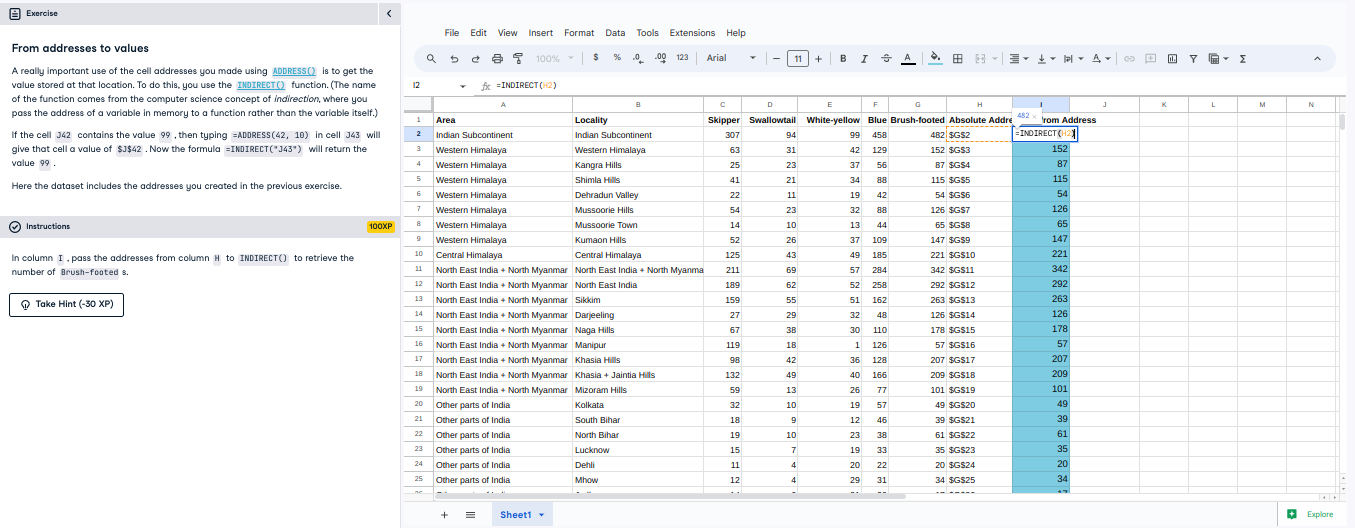 Exercise
From addresses to values
A really important use of the cell addresses you made using ADDRESS() is to get the
value stored at that location. To do this, you use the INDIRECT() function. (The name
of the function comes from the computer science concept of indirection, where you
pass the address of a variable in memory to a function rather than the variable itself.)
If the cell J42 contains the value 99 , then typing =ADDRESS(42, 10) in cell J43 will
give that cell a value of $J$42 . Now the formula =INDIRECT("J43") will return the
value 99 .
Here the dataset includes the addresses you created in the previous exercise.
Instructions 100XP
In column I , pass the addresses from column H to INDIRECT() to retrieve the
number of Brush-footed s.
Take Hint (-30 XP)
File Edit View Insert Format Data Tools Extensions Help
100% $ % .0 .00 123 Arial 11 B I S A
I2 fx =INDIRECT(H2)
A B C D E F G H I J K L M N
482 ×
1 Area Locality Skipper Swallowtail White-yellow Blue Brush-footed Absolute Addre from Address
2 Indian Subcontinent Indian Subcontinent 307 94 99 458 482 $G$2 =INDIRECT(H2)
3 Western Himalaya Western Himalaya 63 31 42 129 152 $G$3 152
4 Western Himalaya Kangra Hills 25 23 37 56 87 $G$4 87
5 Western Himalaya Shimla Hills 41 21 34 88 115 $G$5 115
6 Western Himalaya Dehradun Valley 22 11 19 42 54 $G$6 54
7 Western Himalaya Mussoorie Hills 54 23 32 88 126 $G$7 126
8 Western Himalaya Mussoorie Town 14 10 13 44 65 $G$8 65
9 Western Himalaya Kumaon Hills 52 26 37 109 147 $G$9 147
10 Central Himalaya Central Himalaya 125 43 49 185 221 $G$10 221
11 North East India + North Myanmar North East India + North Myanma 211 69 57 284 342 $G$11 342
12 North East India + North Myanmar North East India 189 62 52 258 292 $G$12 292
13 North East India + North Myanmar Sikkim 159 55 51 162 263 $G$13 263
14 North East India + North Myanmar Darjeeling 27 29 32 48 126 $G$14 126
15 North East India + North Myanmar Naga Hills 67 38 30 110 178 $G$15 178
16 North East India + North Myanmar Manipur 119 18 1 126 57 $G$16 57
17 North East India + North Myanmar Khasia Hills 98 42 36 128 207 $G$17 207
18 North East India + North Myanmar Khasia + Jaintia Hills 132 49 40 166 209 $G$18 209
19 North East India + North Myanmar Mizoram Hills 59 13 26 77 101 $G$19 101
20 Other parts of India Kolkata 32 10 19 57 49 $G$20 49
21 Other parts of India South Bihar 18 9 12 46 39 $G$21 39
22 Other parts of India North Bihar 19 10 23 38 61 $G$22 61
23 Other parts of India Lucknow 15 7 19 33 35 $G$23 35
24 Other parts of India Dehli 11 4 20 22 20 $G$24 20
25 Other parts of India Mhow 12 4 29 31 34 $G$25 34
Sheet1
Explore